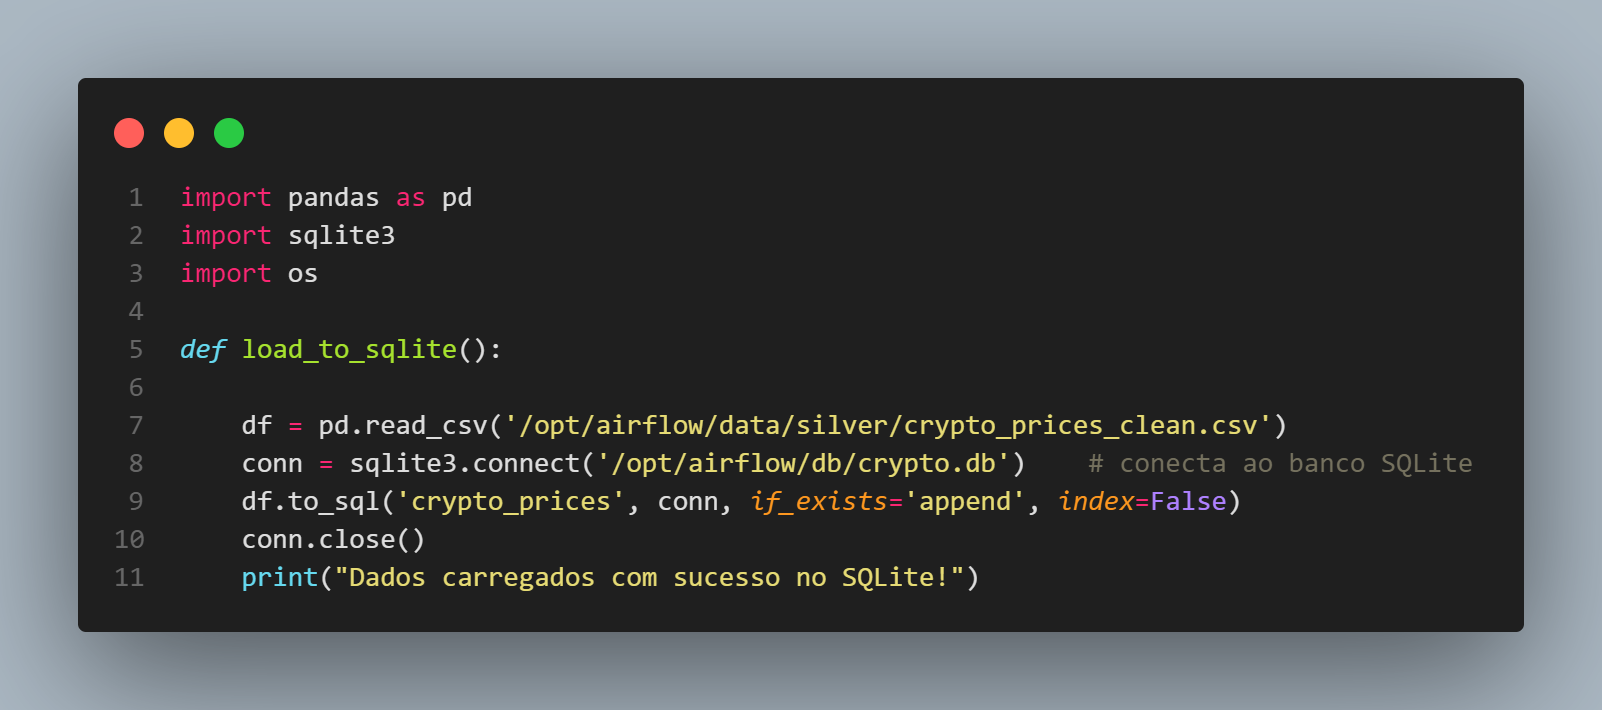 1 import pandas as pd
2 import sqlite3
3 import os
4
5 def load_to_sqlite():
6
7     df = pd.read_csv('/opt/airflow/data/silver/crypto_prices_clean.csv')
8     conn = sqlite3.connect('/opt/airflow/db/crypto.db')    # conecta ao banco SQLite
9     df.to_sql('crypto_prices', conn, if_exists='append', index=False)
10     conn.close()
11     print("Dados carregados com sucesso no SQLite!")